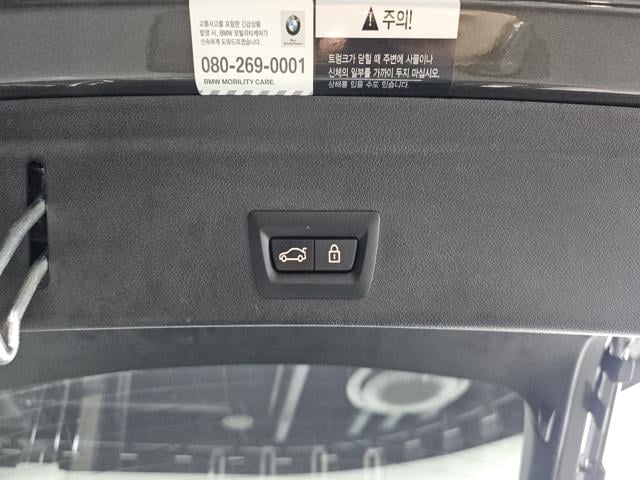 교통사고를 포함한 긴급상황
발생 시, BMW 모빌리티케어가
신속하게 도와드리겠습니다.
080-269-0001
BMW MOBILITY CARE.
주의!
트렁크가 닫힐 때 주변에 사물이나
신체의 일부를 가까이 두지 마십시오.
상해를 입을 수도 있습니다.